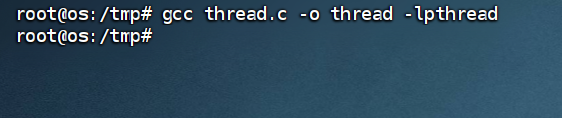 root@os:/tmp# gcc thread.c -o thread -lpthread
root@os:/tmp#